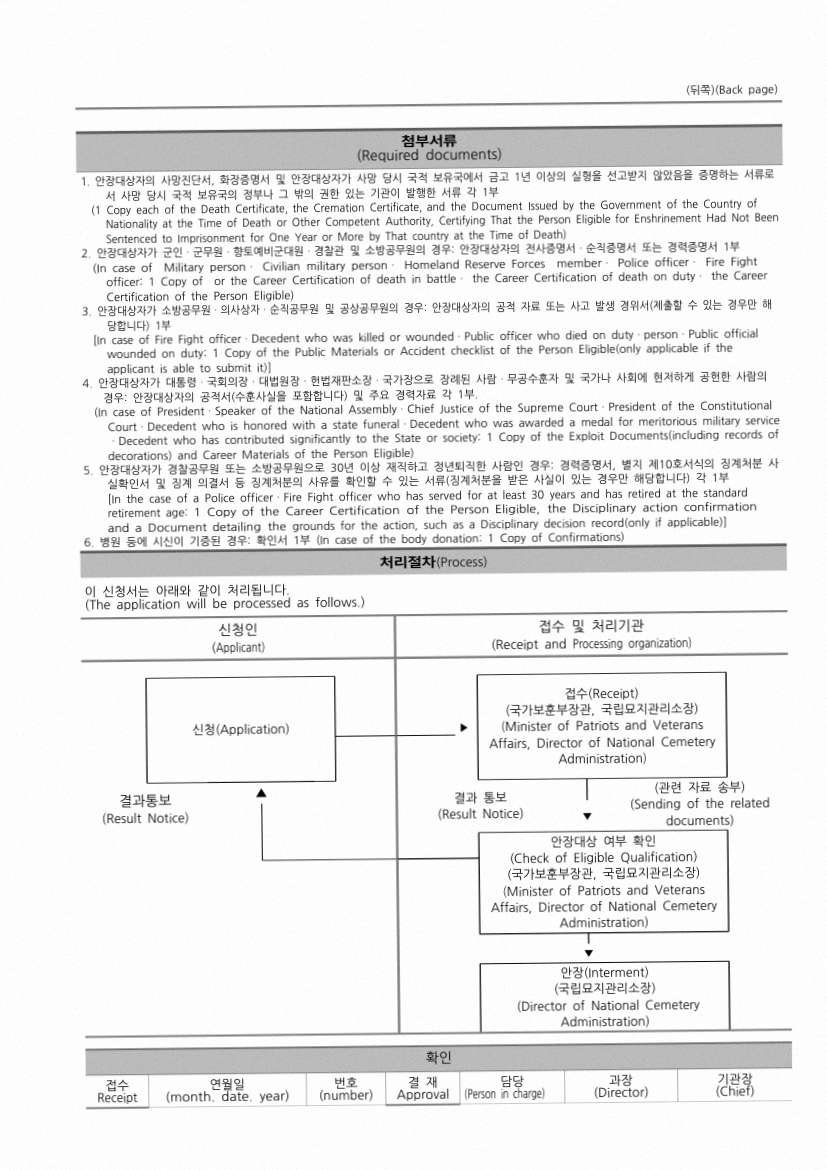 (뒤쪽)(Back page)
첨부서류
(Required documents)
1. 안장대상자의 사망진단서, 화장증명서 및 안장대상자가 사망 당시 국적 보유국에서 금고 1년 이상의 실형을 선고받지 않았음을 증명하는 서류로
서 사망 당시 국적 보유국의 정부나 그 밖의 권한 있는 기관이 발행한 서류 각 1부
(1 Copy each of the Death Certificate, the Cremation Certificate, and the Document Issued by the Government of the Country of
Nationality at the Time of Death or Other Competent Authority, Certifying That the Person Eligible for Enshrinement Had Not Been
Sentenced to Imprisonment for One Year or More by That country at the Time of Death)
2. 안장대상자가 군인ㆍ군무원ㆍ향토예비군대원ㆍ경찰관 및 소방공무원의 경우: 안장대상자의 전사증명서ㆍ순직증명서 또는 경력증명서 1부
(In case of Military personㆍ Civilian military personㆍ Homeland Reserve Forces memberㆍ Police officerㆍ Fire Fight
officer: 1 Copy of or the Career Certification of death in battleㆍ the Career Certification of death on dutyㆍ the Career
Certification of the Person Eligible)
3. 안장대상자가 소방공무원ㆍ의사상자ㆍ순직공무원 및 공상공무원의 경우: 안장대상자의 공적 자료 또는 사고 발생 경위서(제출할 수 있는 경우만 해
당합니다) 1부
[In case of Fire Fight officerㆍDecedent who was killed or woundedㆍPublic officer who died on dutyㆍpersonㆍPublic official
wounded on duty: 1 Copy of the Public Materials or Accident checklist of the Person Eligible(only applicable if the
applicant is able to submit it)]
4. 안장대상자가 대통령ㆍ국회의장ㆍ대법원장ㆍ헌법재판소장ㆍ국가장으로 장례된 사람ㆍ무공수훈자 및 국가나 사회에 현저하게 공헌한 사람의
경우: 안장대상자의 공적서(수훈사실을 포함합니다) 및 주요 경력자료 각 1부.
(In case of PresidentㆍSpeaker of the National AssemblyㆍChief Justice of the Supreme CourtㆍPresident of the Constitutional
CourtㆍDecedent who is honored with a state funeralㆍDecedent who was awarded a medal for meritorious military service
ㆍDecedent who has contributed significantly to the State or society: 1 Copy of the Exploit Documents(including records of
decorations) and Career Materials of the Person Eligible)
5. 안장대상자가 경찰공무원 또는 소방공무원으로 30년 이상 재직하고 정년퇴직한 사람인 경우: 경력증명서, 별지 제10호서식의 징계처분 사
실확인서 및 징계 의결서 등 징계처분의 사유를 확인할 수 있는 서류(징계처분을 받은 사실이 있는 경우만 해당합니다) 각 1부
[In the case of a Police officerㆍFire Fight officer who has served for at least 30 years and has retired at the standard
retirement age: 1 Copy of the Career Certification of the Person Eligible, the Disciplinary action confirmation
and a Document detailing the grounds for the action, such as a Disciplinary decision record(only if applicable)]
6. 병원 등에 시신이 기증된 경우: 확인서 1부 (In case of the body donation: 1 Copy of Confirmations)
처리절차(Process)
이 신청서는 아래와 같이 처리됩니다.
(The application will be processed as follows.)
신청인
(Applicant)
접수 및 처리기관
(Receipt and Processing organization)
신청(Application)
접수(Receipt)
(국가보훈부장관, 국립묘지관리소장)
(Minister of Patriots and Veterans
Affairs, Director of National Cemetery
Administration)
결과통보
(Result Notice)
결과 통보
(Result Notice)
(관련 자료 송부)
(Sending of the related
documents)
안장대상 여부 확인
(Check of Eligible Qualification)
(국가보훈부장관, 국립묘지관리소장)
(Minister of Patriots and Veterans
Affairs, Director of National Cemetery
Administration)
안장(Interment)
(국립묘지관리소장)
(Director of National Cemetery
Administration)
확인
접수
Receipt
연월일
(month. date. year)
번호
(number)
결 재
Approval
담당
(Person in charge)
과장
(Director)
기관장
(Chief)